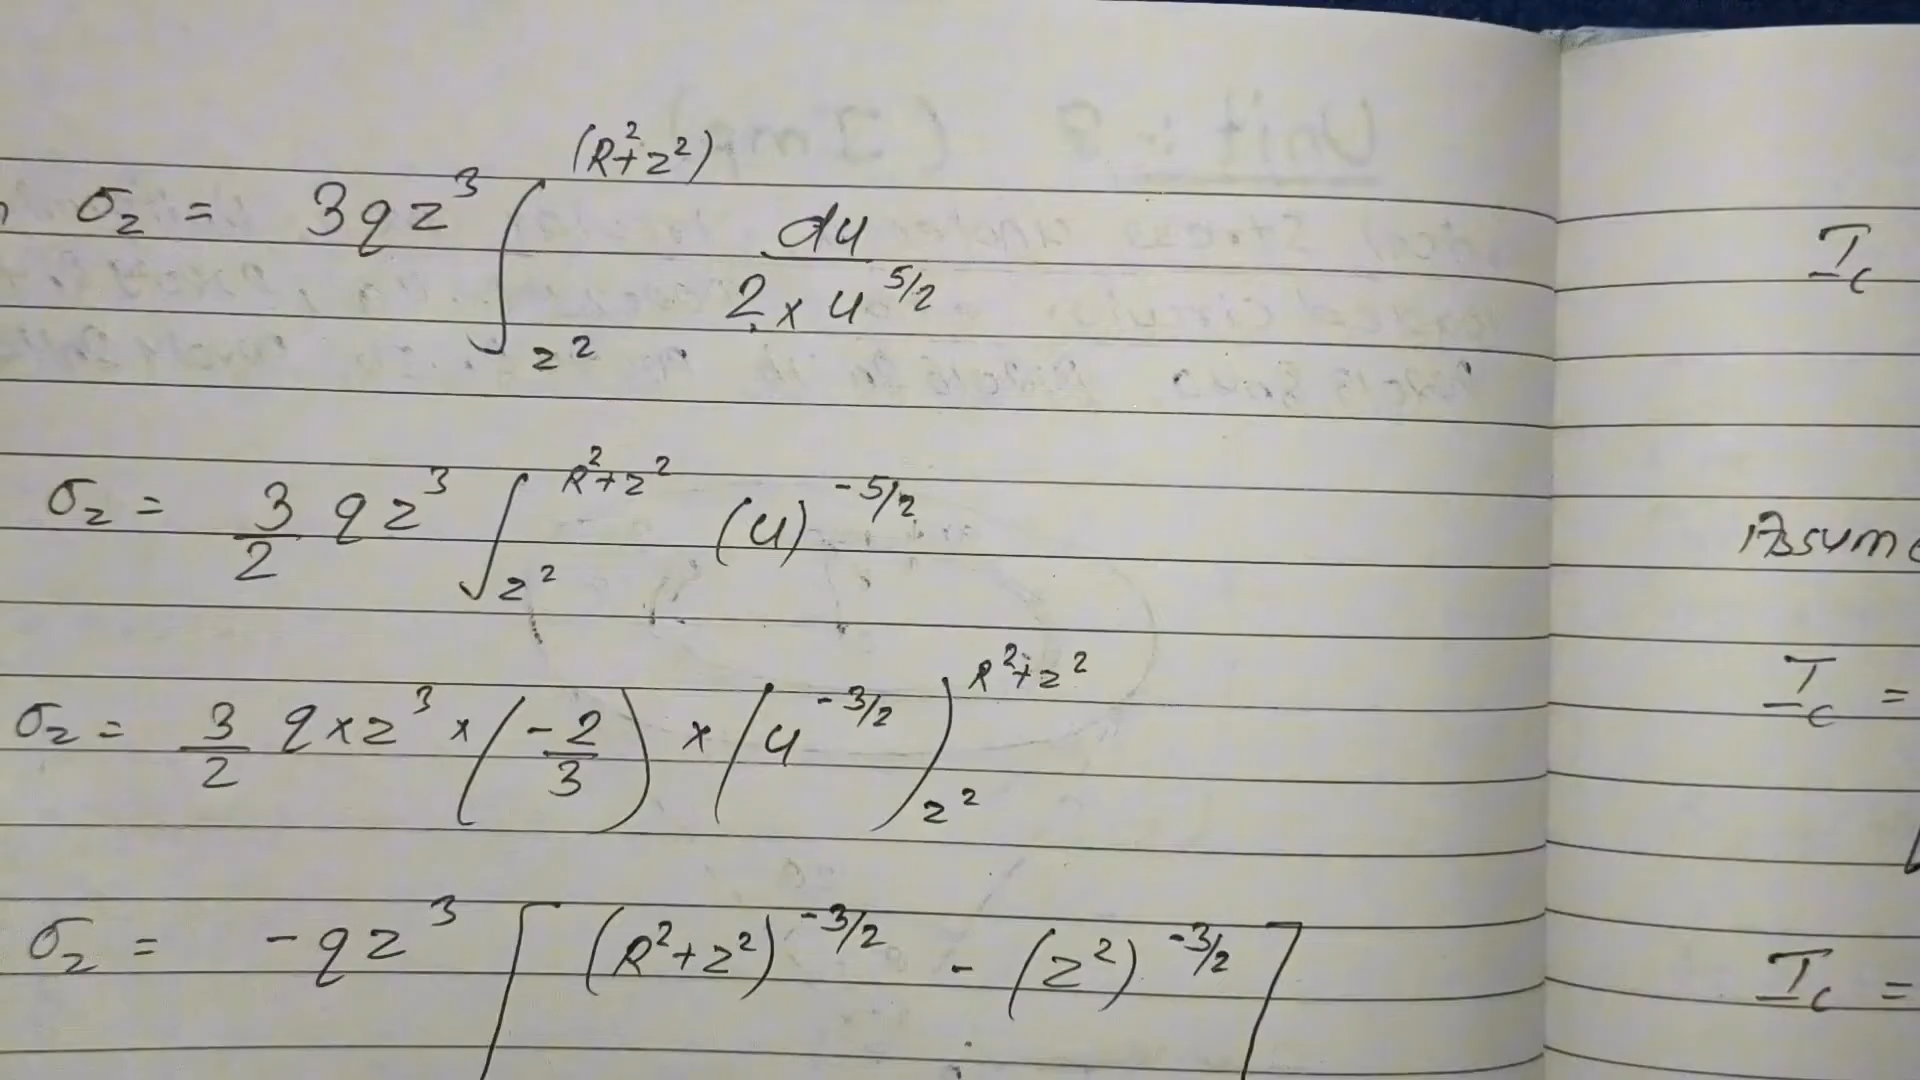 σz = 3qz³ ∫_{z²}^{(R²+z²)} du / (2 × u^{5/2})
σz = 3/2 qz³ ∫_{z²}^{R²+z²} (u)^{-5/2}
σz = 3/2 q×z³ × (-2/3) × (u^{-3/2})_{z²}^{R²+z²}
σz = -qz³ [(R²+z²)^{-3/2} - (z²)^{-3/2}]
Ic
Assume
Ic =
Ic =